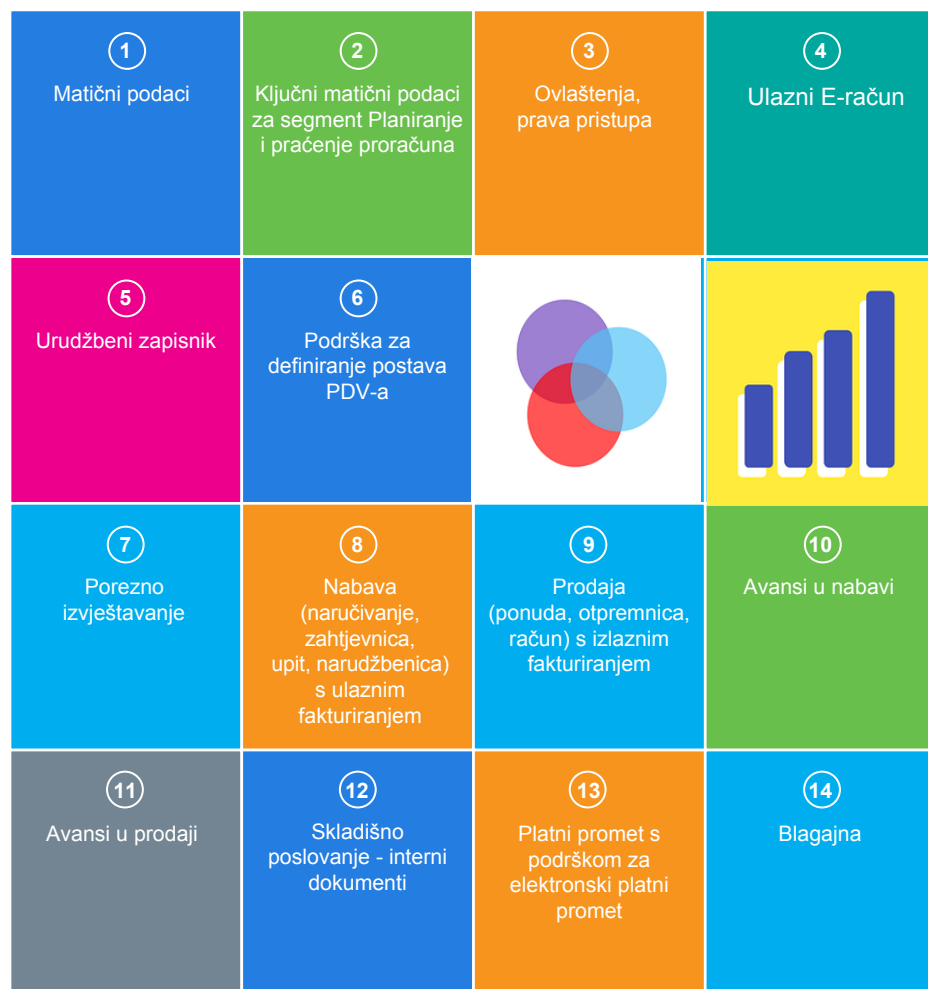 1
Matični podaci
2
Ključni matični podaci
za segment Planiranje
i praćenje proračuna
3
Ovlaštenja,
prava pristupa
4
Ulazni E-račun
5
Urudžbeni zapisnik
6
Podrška za
definiranje postava
PDV-a
7
Porezno
izvještavanje
8
Nabava
(naručivanje,
zahtjevnica,
upit, narudžbenica)
s ulaznim
fakturiranjem
9
Prodaja
(ponuda, otpremnica,
račun) s izlaznim
fakturiranjem
10
Avansi u nabavi
11
Avansi u prodaji
12
Skladišno
poslovanje - interni
dokumenti
13
Platni promet s
podrškom za
elektronski platni
promet
14
Blagajna